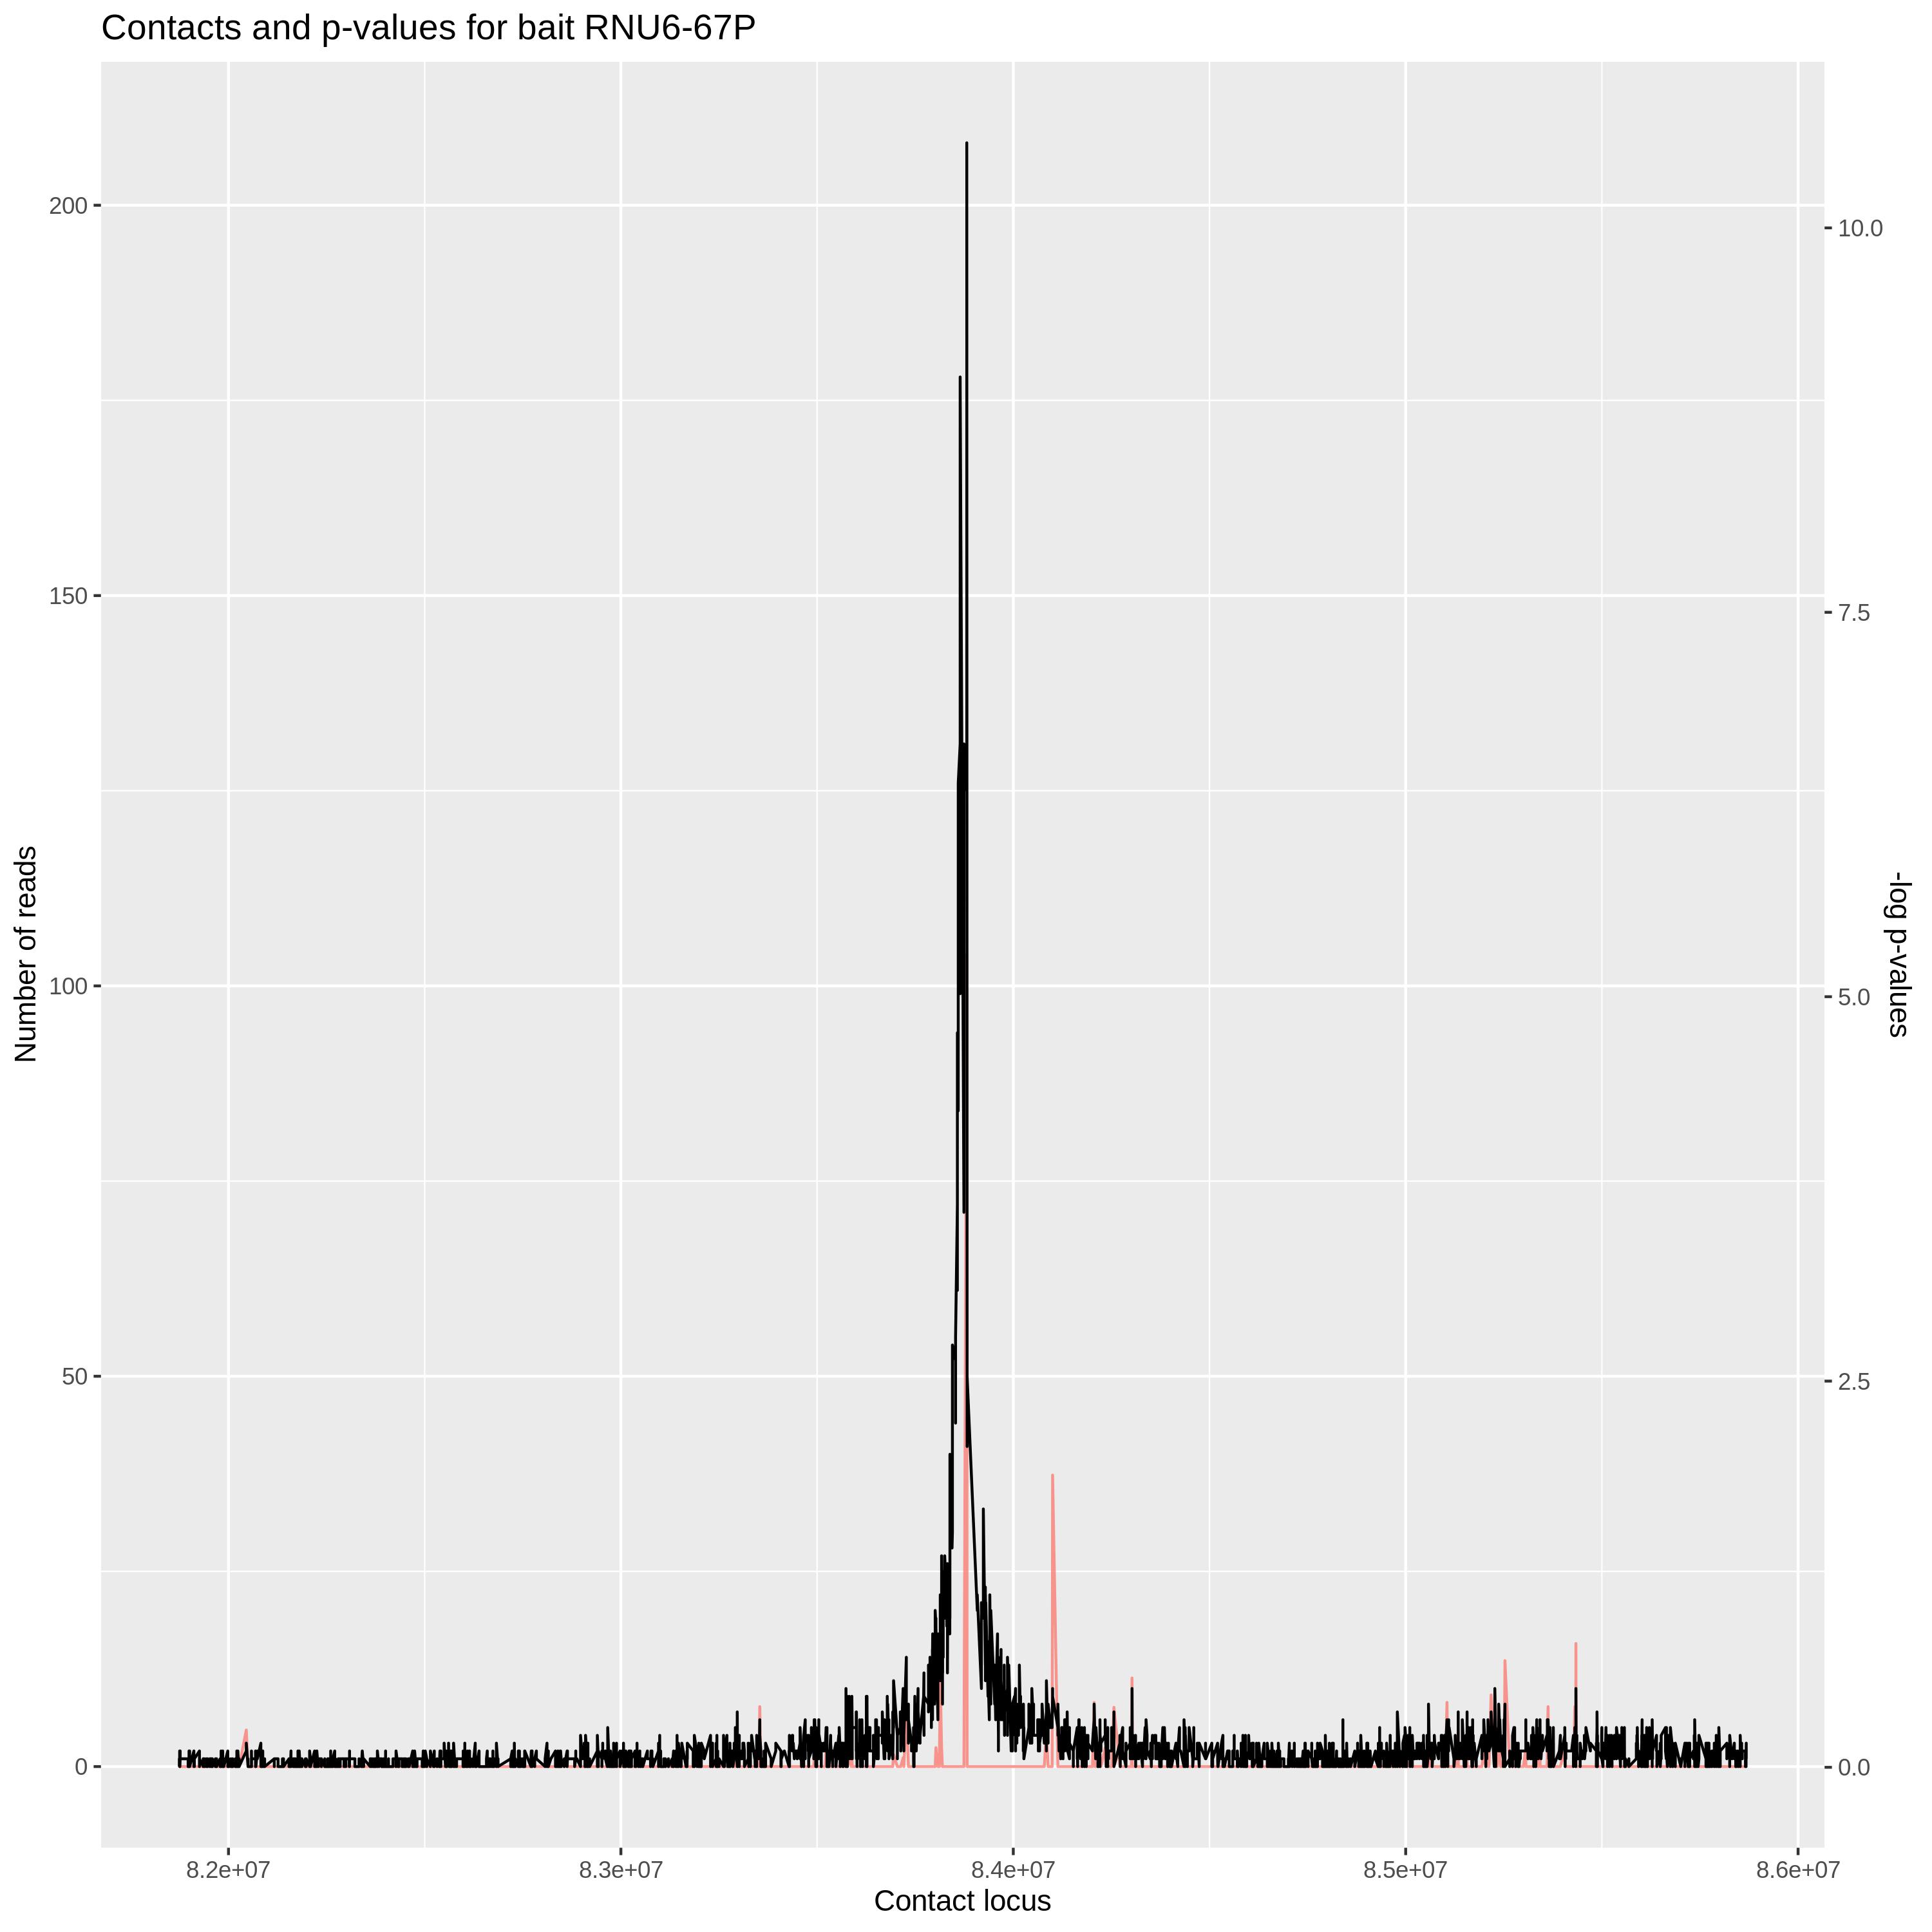 Contacts and p-values for bait RNU6-67P
200
150
100
50
0
Number of reads
10.0
7.5
5.0
2.5
0.0
-log p-values
8.2e+07
8.3e+07
8.4e+07
8.5e+07
8.6e+07
Contact locus